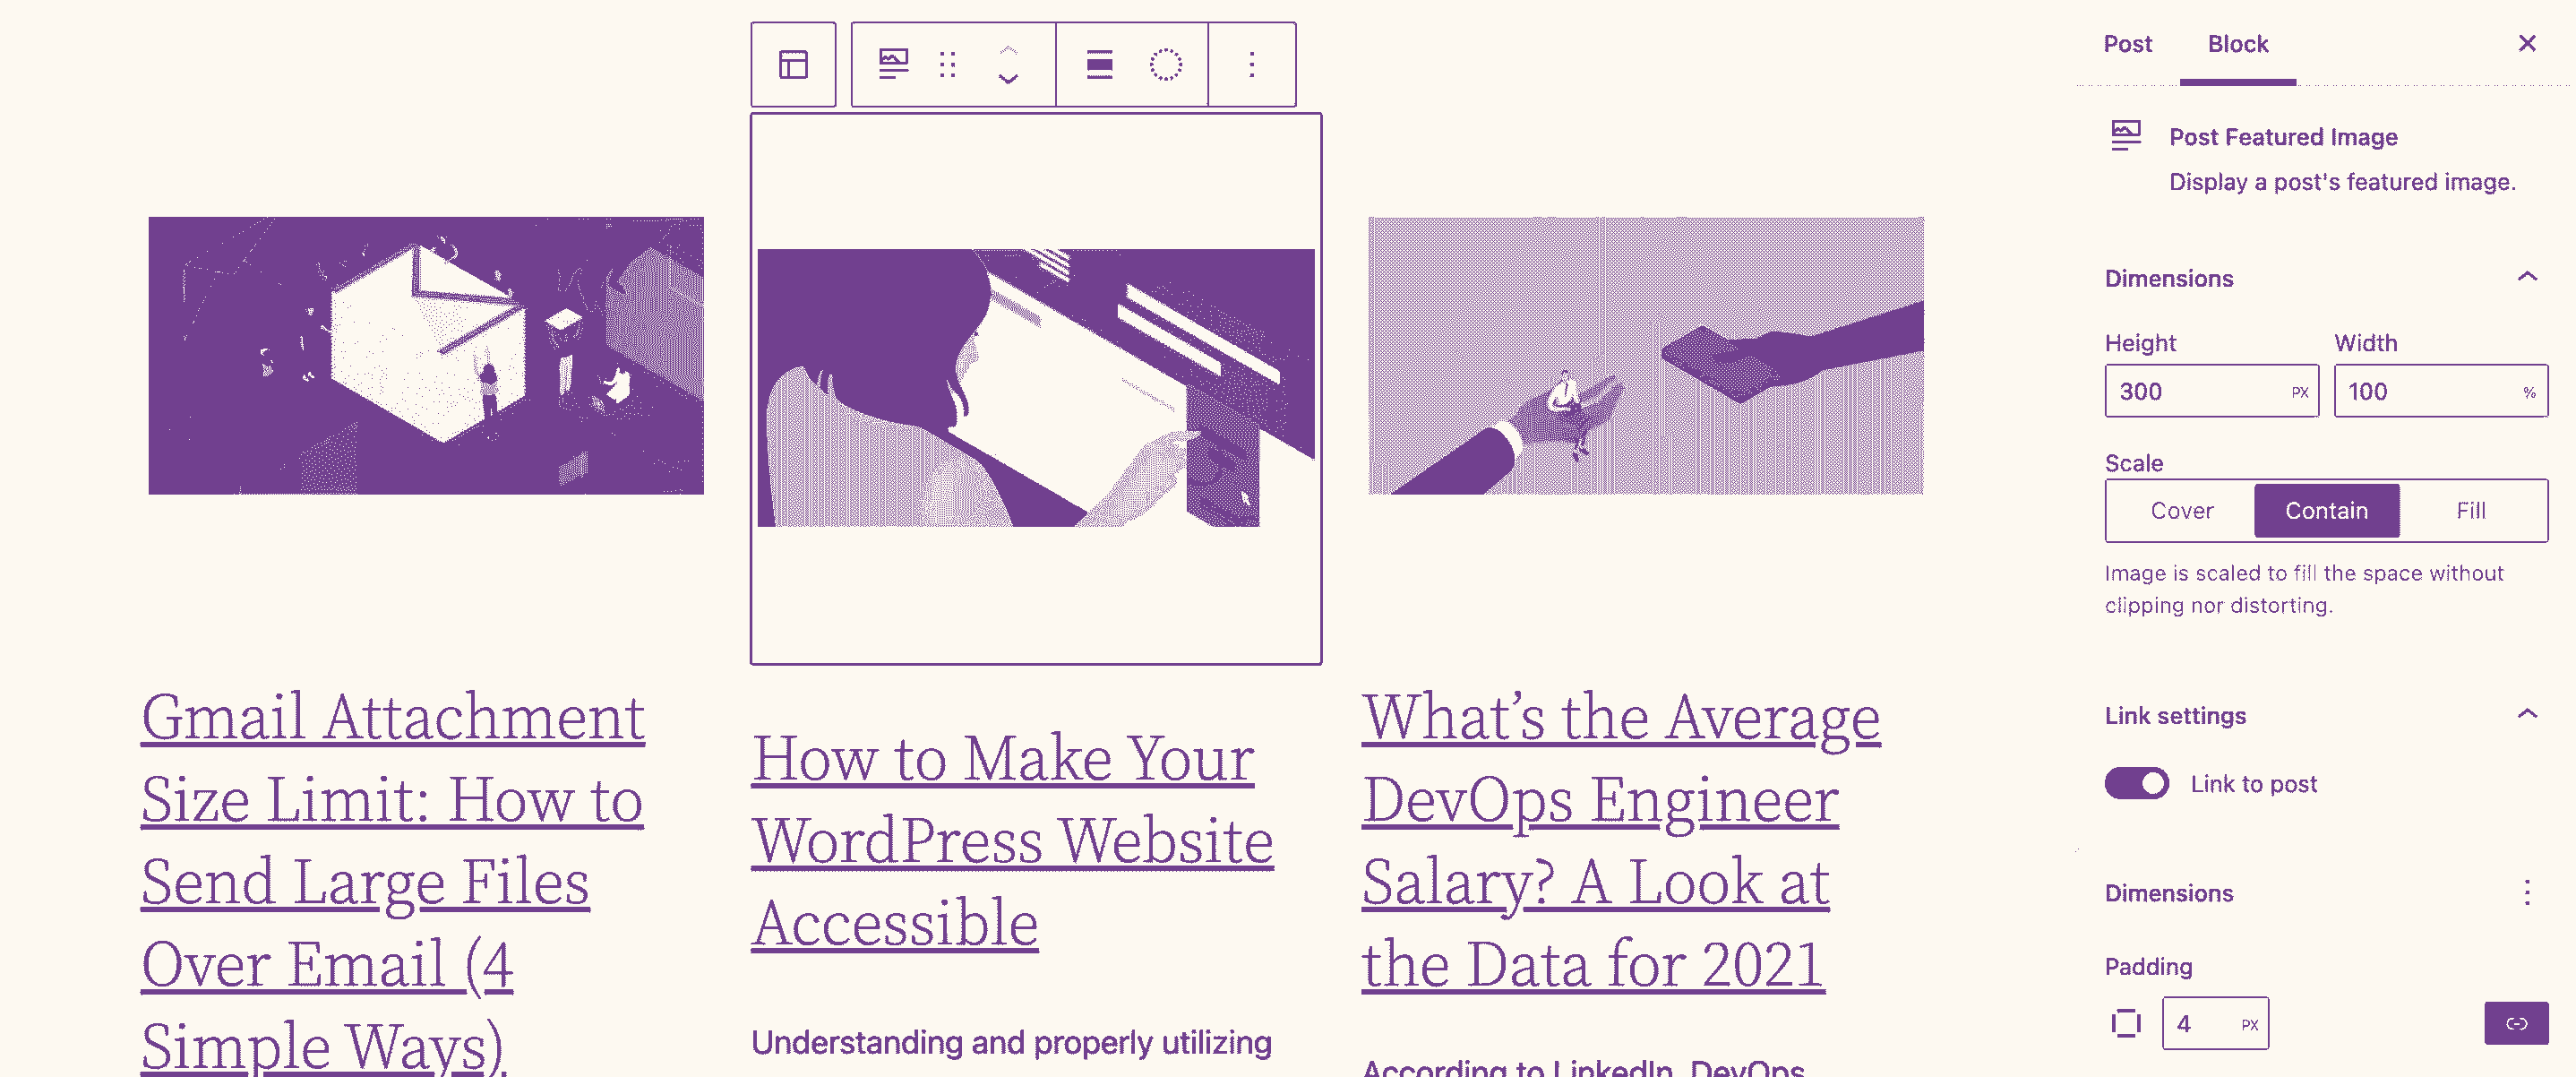 Gmail Attachment
Size Limit: How to
Send Large Files
Over Email (4
Simple Ways)
How to Make Your
WordPress Website
Accessible
Understanding and properly utilizing
What’s the Average
DevOps Engineer
Salary? A Look at
the Data for 2021
According to LinkedIn, DevOps
Post Block
Post Featured Image
Display a post's featured image.
Dimensions
Height Width
300 PX 100 %
Scale
Cover Contain Fill
Image is scaled to fill the space without
clipping nor distorting.
Link settings
Link to post
Dimensions
Padding
4 PX